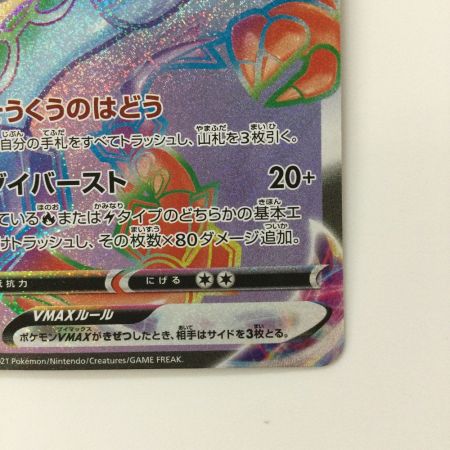 うくうのはどう
自分の手札をすべてトラッシュし、山札を3枚引く。
イバースト 20+
ている またはタイプのどちらかの基本エ
けトラッシュし、その枚数×80ダメージ追加。
抗力 にげる
VMAXルール
ポケモンVMAXがきぜつしたとき、相手はサイドを3枚とる。
21 Pokémon/Nintendo/Creatures/GAME FREAK.